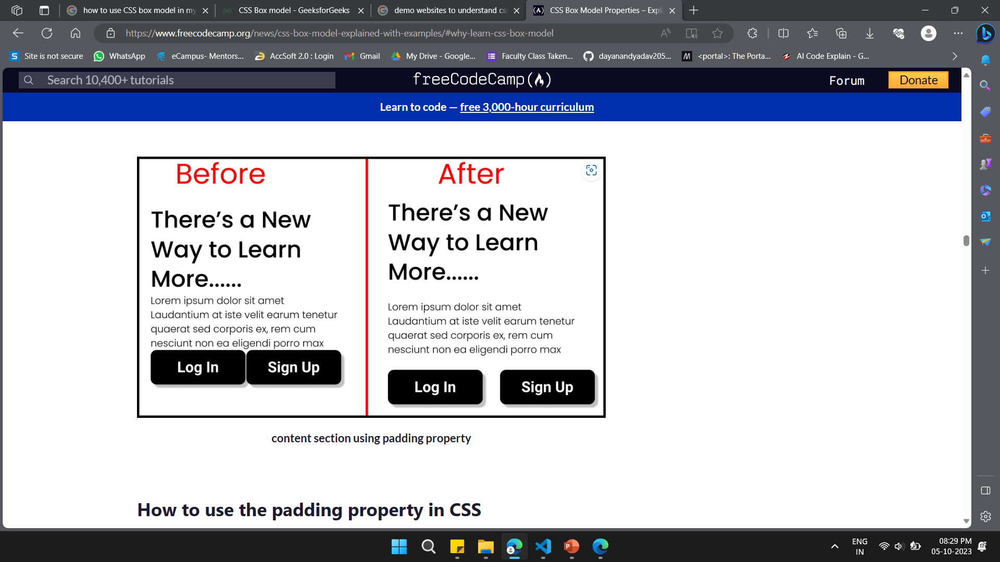 how to use CSS box model in my
CSS Box model - GeeksforGeeks
demo websites to understand css
CSS Box Model Properties – Expla
https://www.freecodecamp.org/news/css-box-model-explained-with-examples/#why-learn-css-box-model
Site is not secure
WhatsApp
eCampus- Mentors...
AccSoft 2.0 : Login
Gmail
My Drive - Google...
Faculty Class Taken...
dayanandyadav205...
<portal>: The Porta...
AI Code Explain - G...
Search 10,400+ tutorials
freeCodeCamp
Forum
Donate
Learn to code — free 3,000-hour curriculum
Before
There's a New
Way to Learn
More......
Lorem ipsum dolor sit amet
Laudantium at iste velit earum tenetur
quaerat sed corporis ex, rem cum
nesciunt non ea eligendi porro max
Log In
Sign Up
After
There's a New
Way to Learn
More......
Lorem ipsum dolor sit amet
Laudantium at iste velit earum tenetur
quaerat sed corporis ex, rem cum
nesciunt non ea eligendi porro max
Log In
Sign Up
content section using padding property
How to use the padding property in CSS
ENG
IN
08:29 PM
05-10-2023